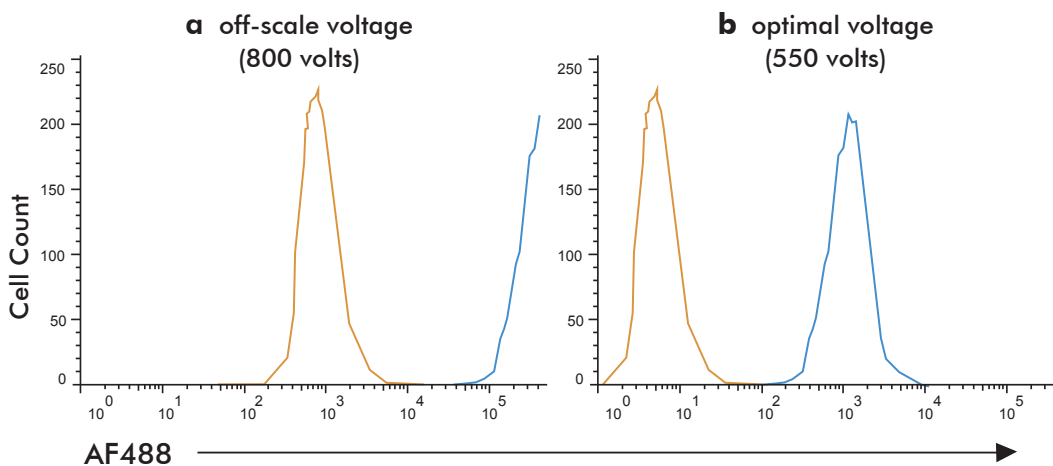 a off-scale voltage
(800 volts)
b optimal voltage
(550 volts)
Cell Count
250
200
150
100
50
0
10^0 10^1 10^2 10^3 10^4 10^5
250
200
150
100
50
0
10^0 10^1 10^2 10^3 10^4 10^5
AF488